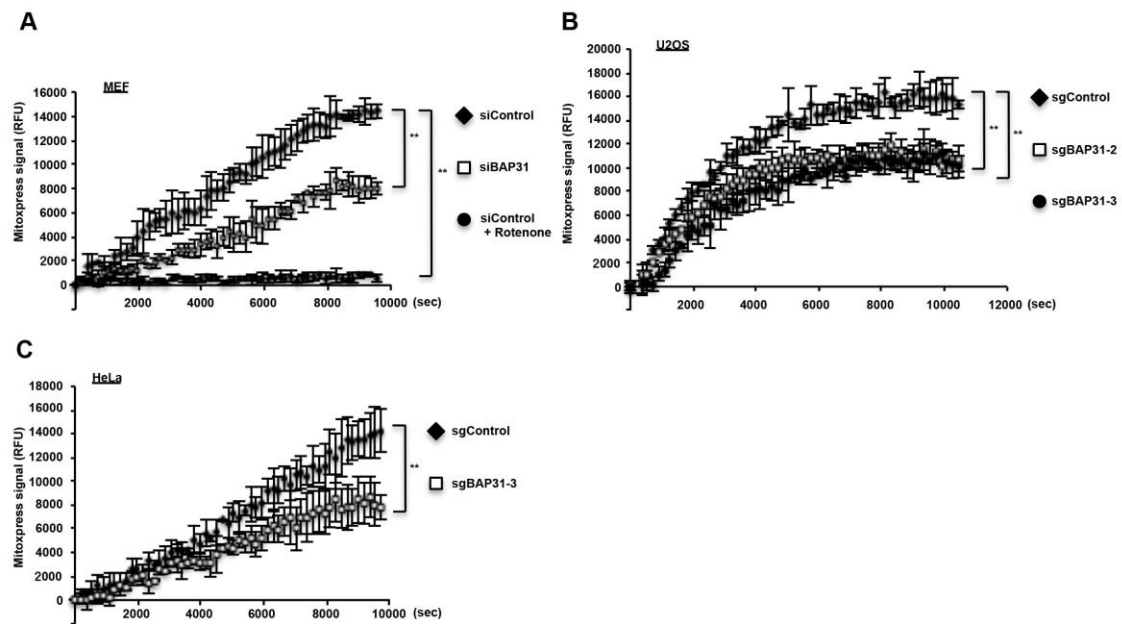 A
MEF
Mitoxpress signal (RFU)
16000
14000
12000
10000
8000
6000
4000
2000
0
2000 4000 6000 8000 10000 (sec)
siControl
siBAP31
siControl
+ Rotenone
**
**
B
U2OS
Mitoxpress signal (RFU)
20000
18000
16000
14000
12000
10000
8000
6000
4000
2000
0
2000 4000 6000 8000 10000 12000 (sec)
sgControl
sgBAP31-2
sgBAP31-3
** **
C
HeLa
Mitoxpress signal (RFU)
18000
16000
14000
12000
10000
8000
6000
4000
2000
0
2000 4000 6000 8000 10000 (sec)
sgControl
sgBAP31-3
**